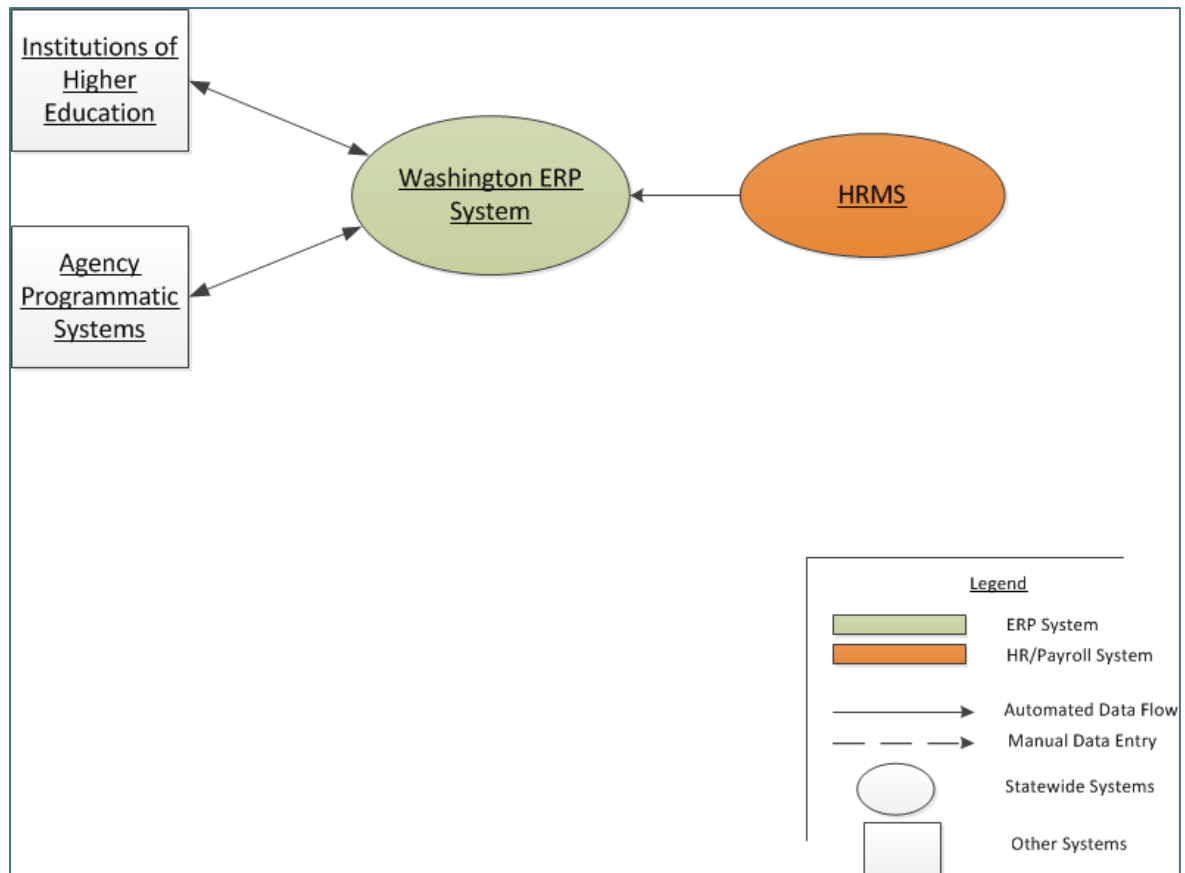 Institutions of
Higher
Education
Agency
Programmatic
Systems
Washington ERP
System
HRMS
Legend
ERP System
HR/Payroll System
Automated Data Flow
Manual Data Entry
Statewide Systems
Other Systems